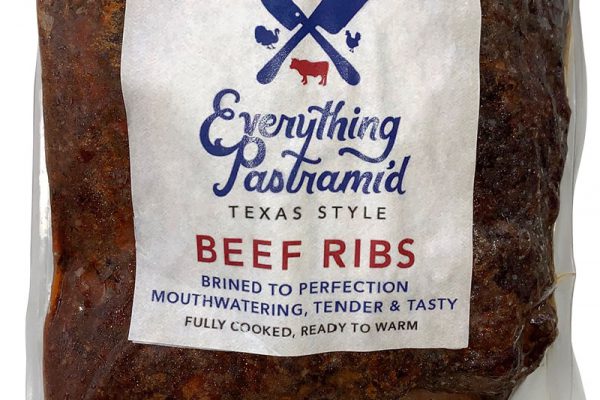 Everything
Pastrami'd
TEXAS STYLE
BEEF RIBS
BRINED TO PERFECTION
MOUTHWATERING, TENDER & TASTY
FULLY COOKED, READY TO WARM